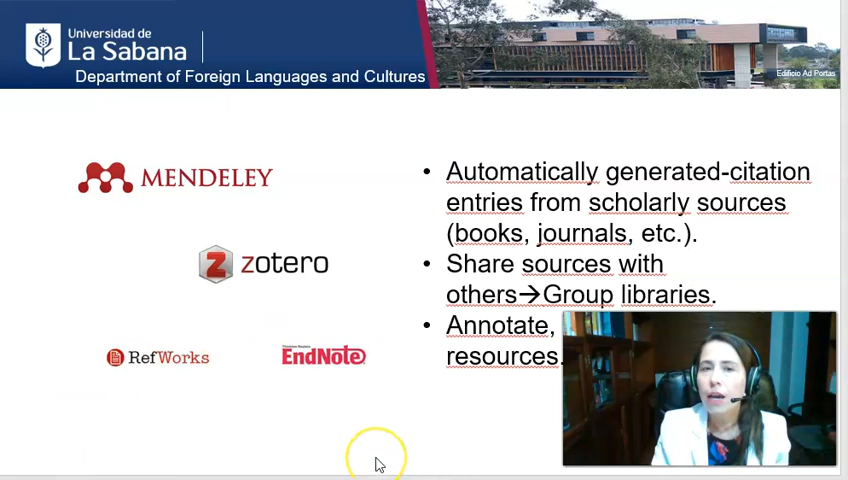 Universidad de
La Sabana
Department of Foreign Languages and Cultures
Edificio Ad Portas
MENDELEY
zotero
RefWorks
EndNote
• Automatically generated-citation
entries from scholarly sources
(books, journals, etc.).
• Share sources with
others→Group libraries.
• Annotate,
resources.